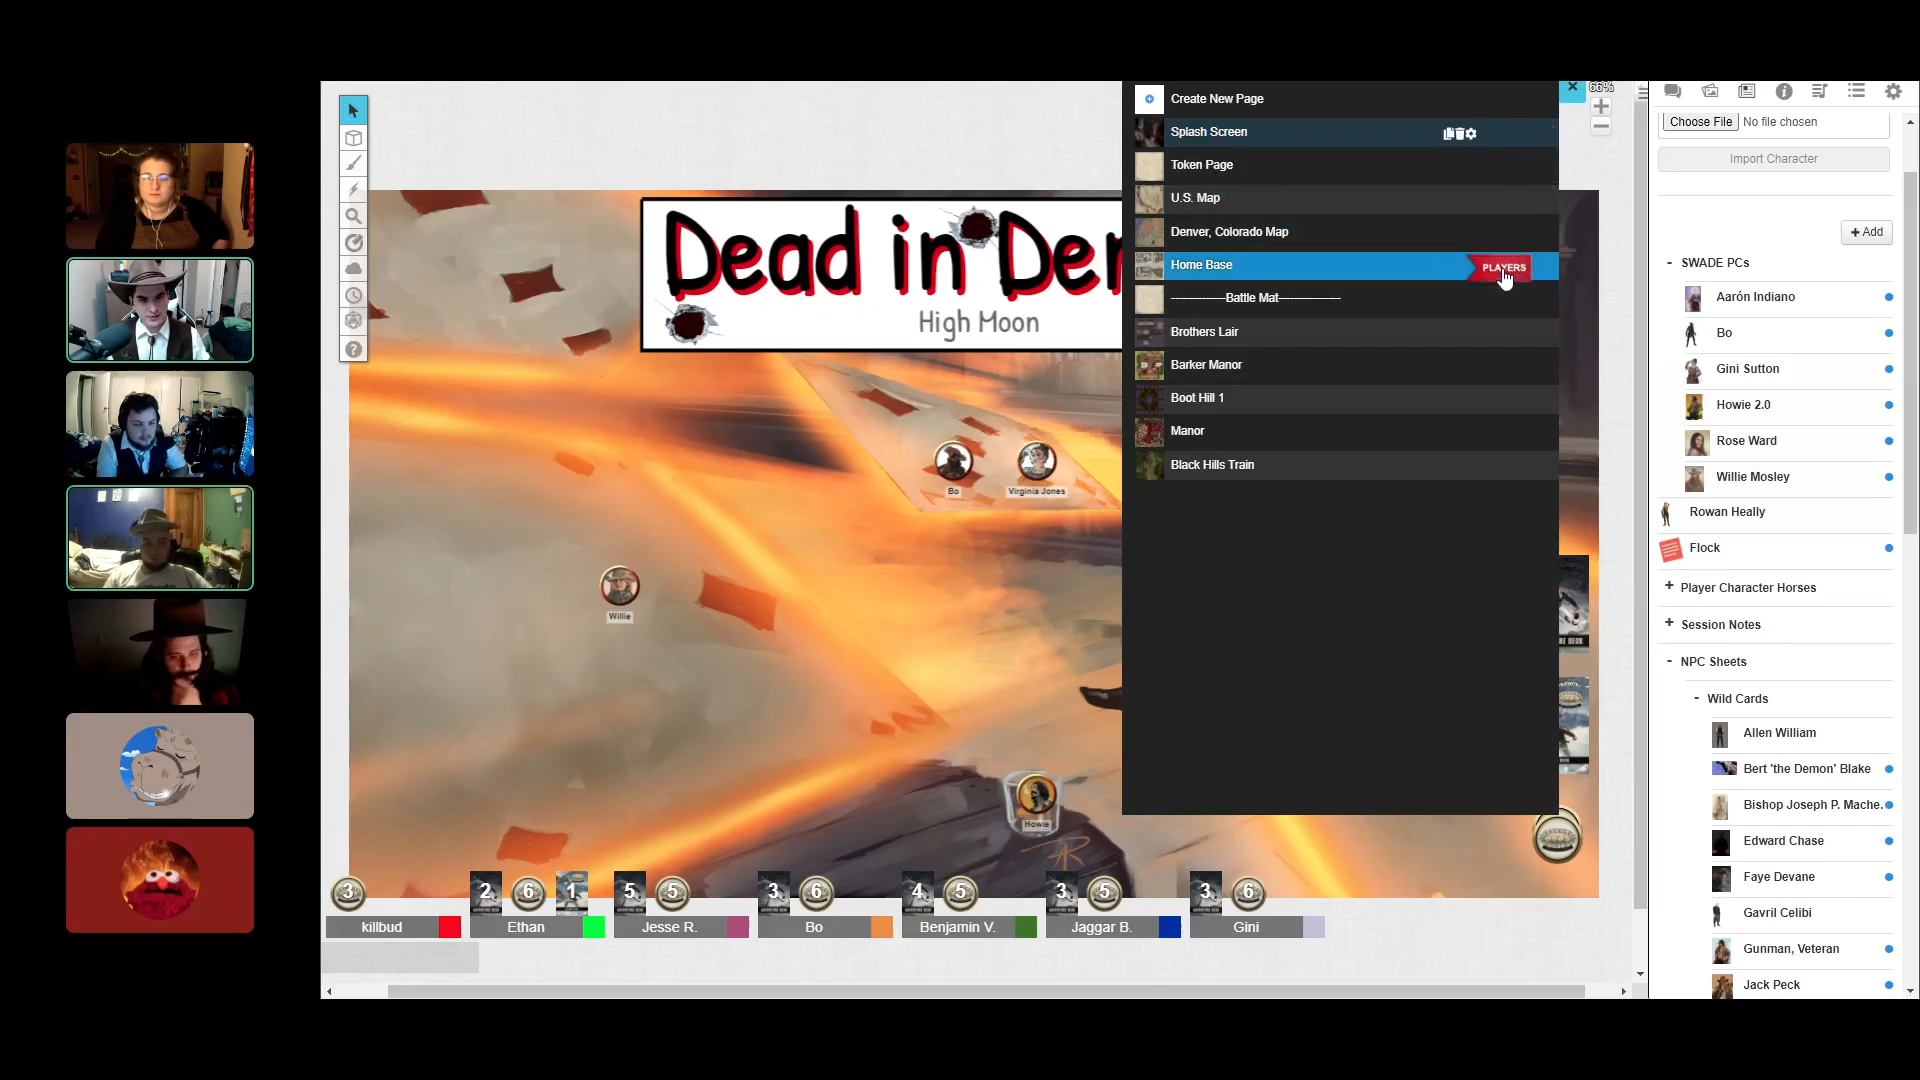 Dead in Den
High Moon
Bo
Virginia Jones
Willie
Howie
Create New Page
Splash Screen
Token Page
U.S. Map
Denver, Colorado Map
Home Base
PLAYERS
---------------Battle Mat-----------------
Brothers Lair
Barker Manor
Boot Hill 1
Manor
Black Hills Train
66%
Choose File No file chosen
Import Character
+ Add
- SWADE PCs
Aarón Indiano
Bo
Gini Sutton
Howie 2.0
Rose Ward
Willie Mosley
Rowan Heally
Flock
+ Player Character Horses
+ Session Notes
- NPC Sheets
- Wild Cards
Allen William
Bert 'the Demon' Blake
Bishop Joseph P. Mache.
Edward Chase
Faye Devane
Gavril Celibi
Gunman, Veteran
Jack Peck
3 2 6 1 5 5 3 6 4 5 3 5 3 6
killbud Ethan Jesse R. Bo Benjamin V. Jaggar B. Gini